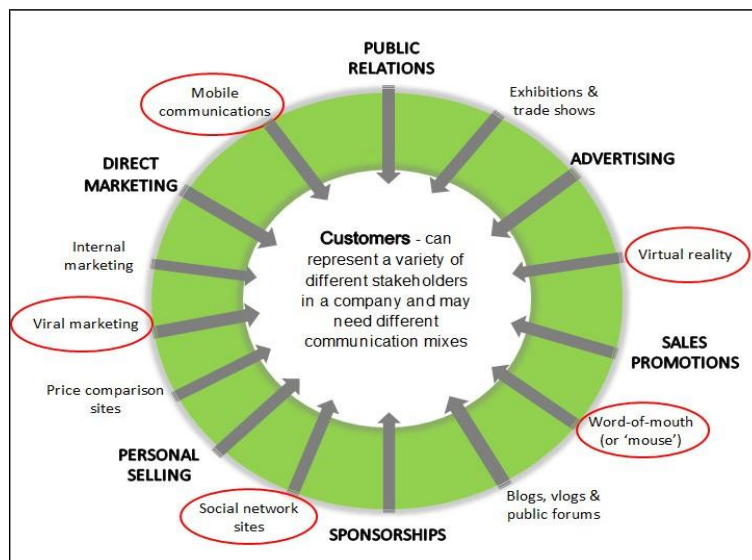 PUBLIC
RELATIONS
Exhibitions &
trade shows
ADVERTISING
Virtual reality
SALES
PROMOTIONS
Word-of-mouth
(or ‘mouse’)
Blogs, vlogs &
public forums
SPONSORSHIPS
Social network
sites
PERSONAL
SELLING
Price comparison
sites
Viral marketing
Internal
marketing
DIRECT
MARKETING
Mobile
communications
Customers - can
represent a variety of
different stakeholders
in a company and may
need different
communication mixes